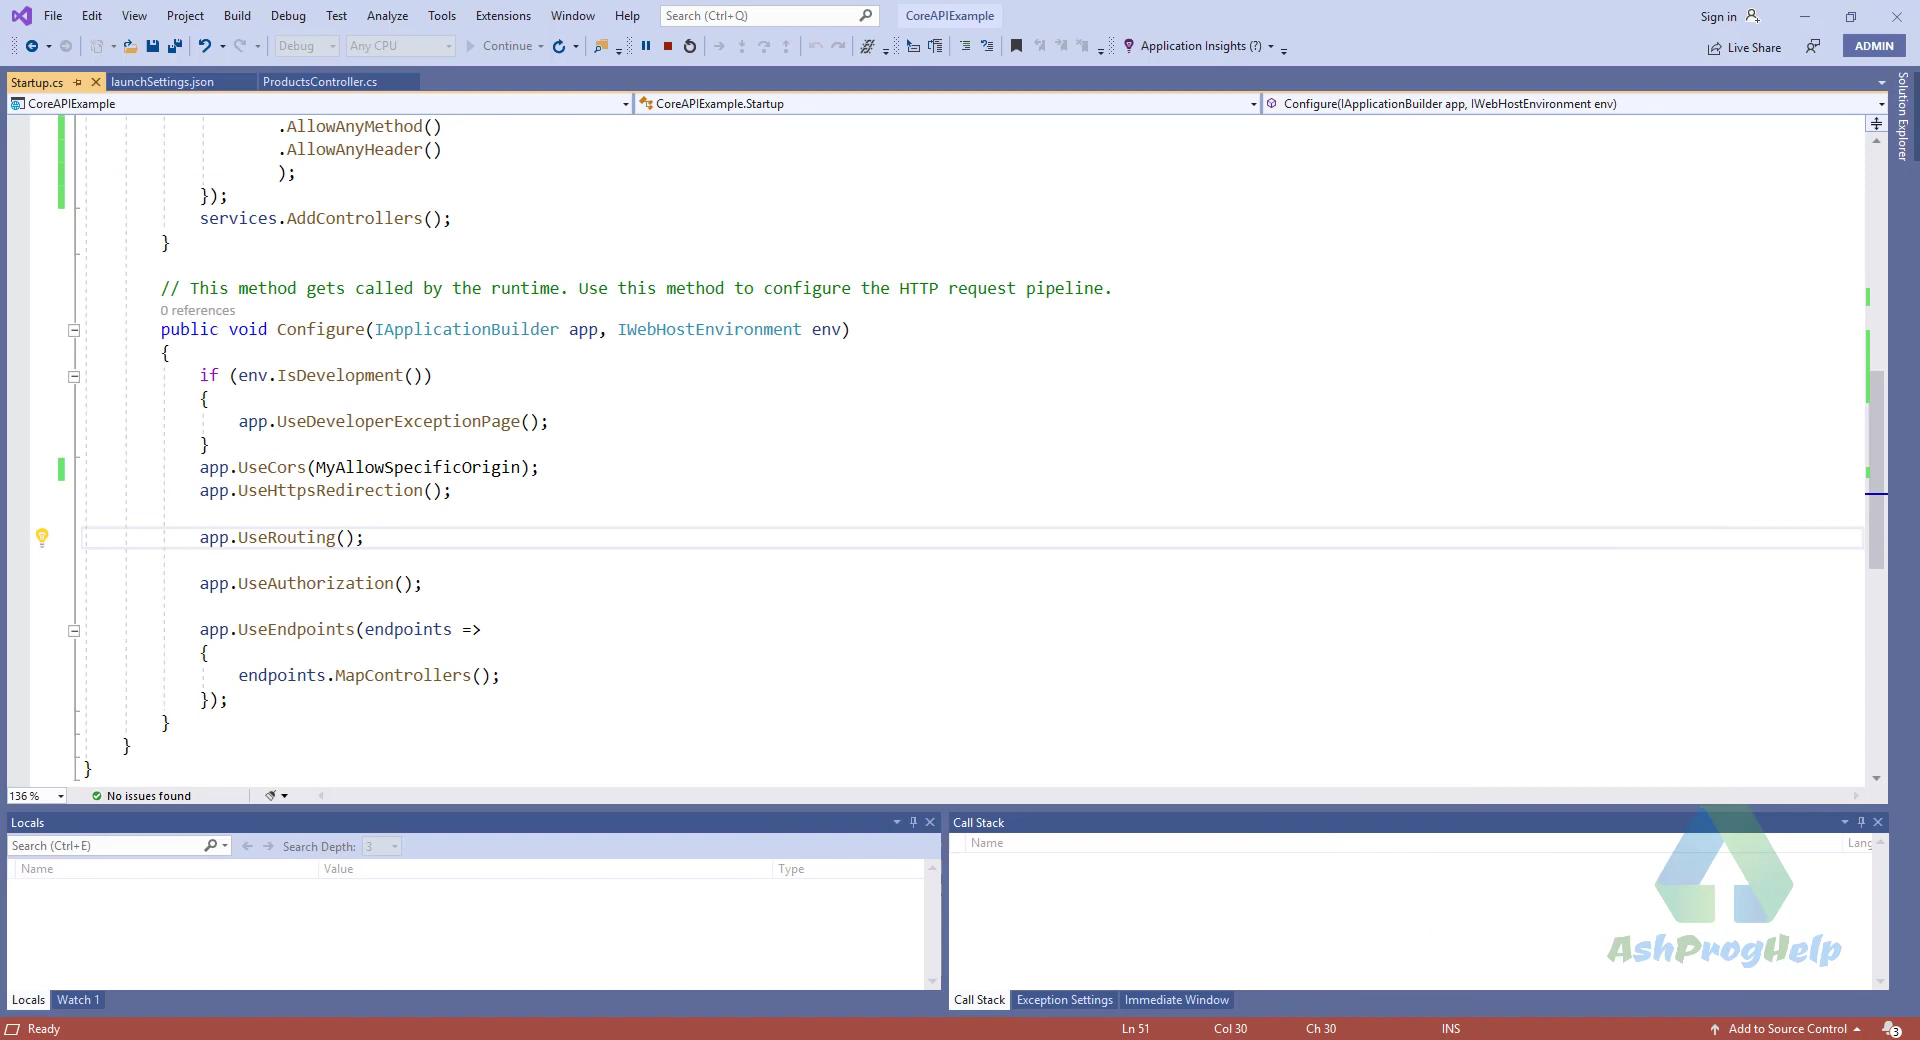 File Edit View Project Build Debug Test Analyze Tools Extensions Window Help Search (Ctrl+Q) CoreAPIExample Sign in
Debug Any CPU Continue Application Insights (?) Live Share ADMIN
Startup.cs launchSettings.json ProductsController.cs
CoreAPIExample CoreAPIExample.Startup Configure(IApplicationBuilder app, IWebHostEnvironment env)
Solution Explorer
.AllowAnyMethod()
.AllowAnyHeader()
);
});
services.AddControllers();
}
// This method gets called by the runtime. Use this method to configure the HTTP request pipeline.
0 references
public void Configure(IApplicationBuilder app, IWebHostEnvironment env)
{
if (env.IsDevelopment())
{
app.UseDeveloperExceptionPage();
}
app.UseCors(MyAllowSpecificOrigin);
app.UseHttpsRedirection();
app.UseRouting();
app.UseAuthorization();
app.UseEndpoints(endpoints =>
{
endpoints.MapControllers();
});
}
}
}
136 % No issues found
Locals
Search (Ctrl+E) Search Depth: 3
Name Value Type
Locals Watch 1
Call Stack
Name Lang
AshProgHelp
Call Stack Exception Settings Immediate Window
Ready Ln 51 Col 30 Ch 30 INS Add to Source Control 3